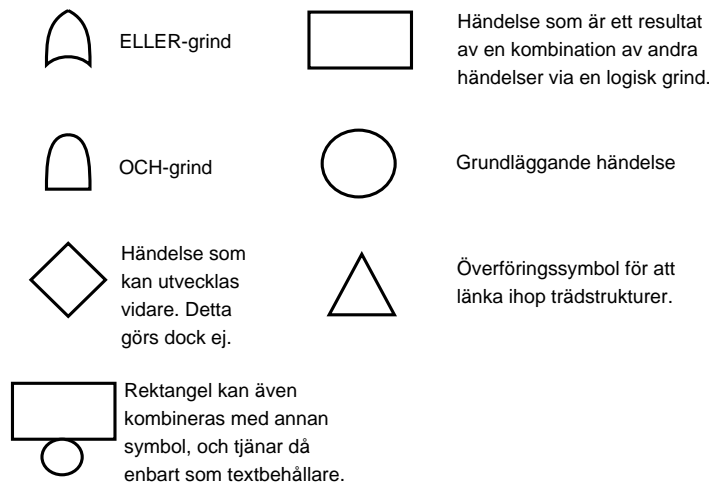 ELLER-grind
Händelse som är ett resultat
av en kombination av andra
händelser via en logisk grind.
OCH-grind
Grundläggande händelse
Händelse som
kan utvecklas
vidare. Detta
görs dock ej.
Överföringssymbol för att
länka ihop trädstrukturer.
Rektangel kan även
kombineras med annan
symbol, och tjänar då
enbart som textbehållare.